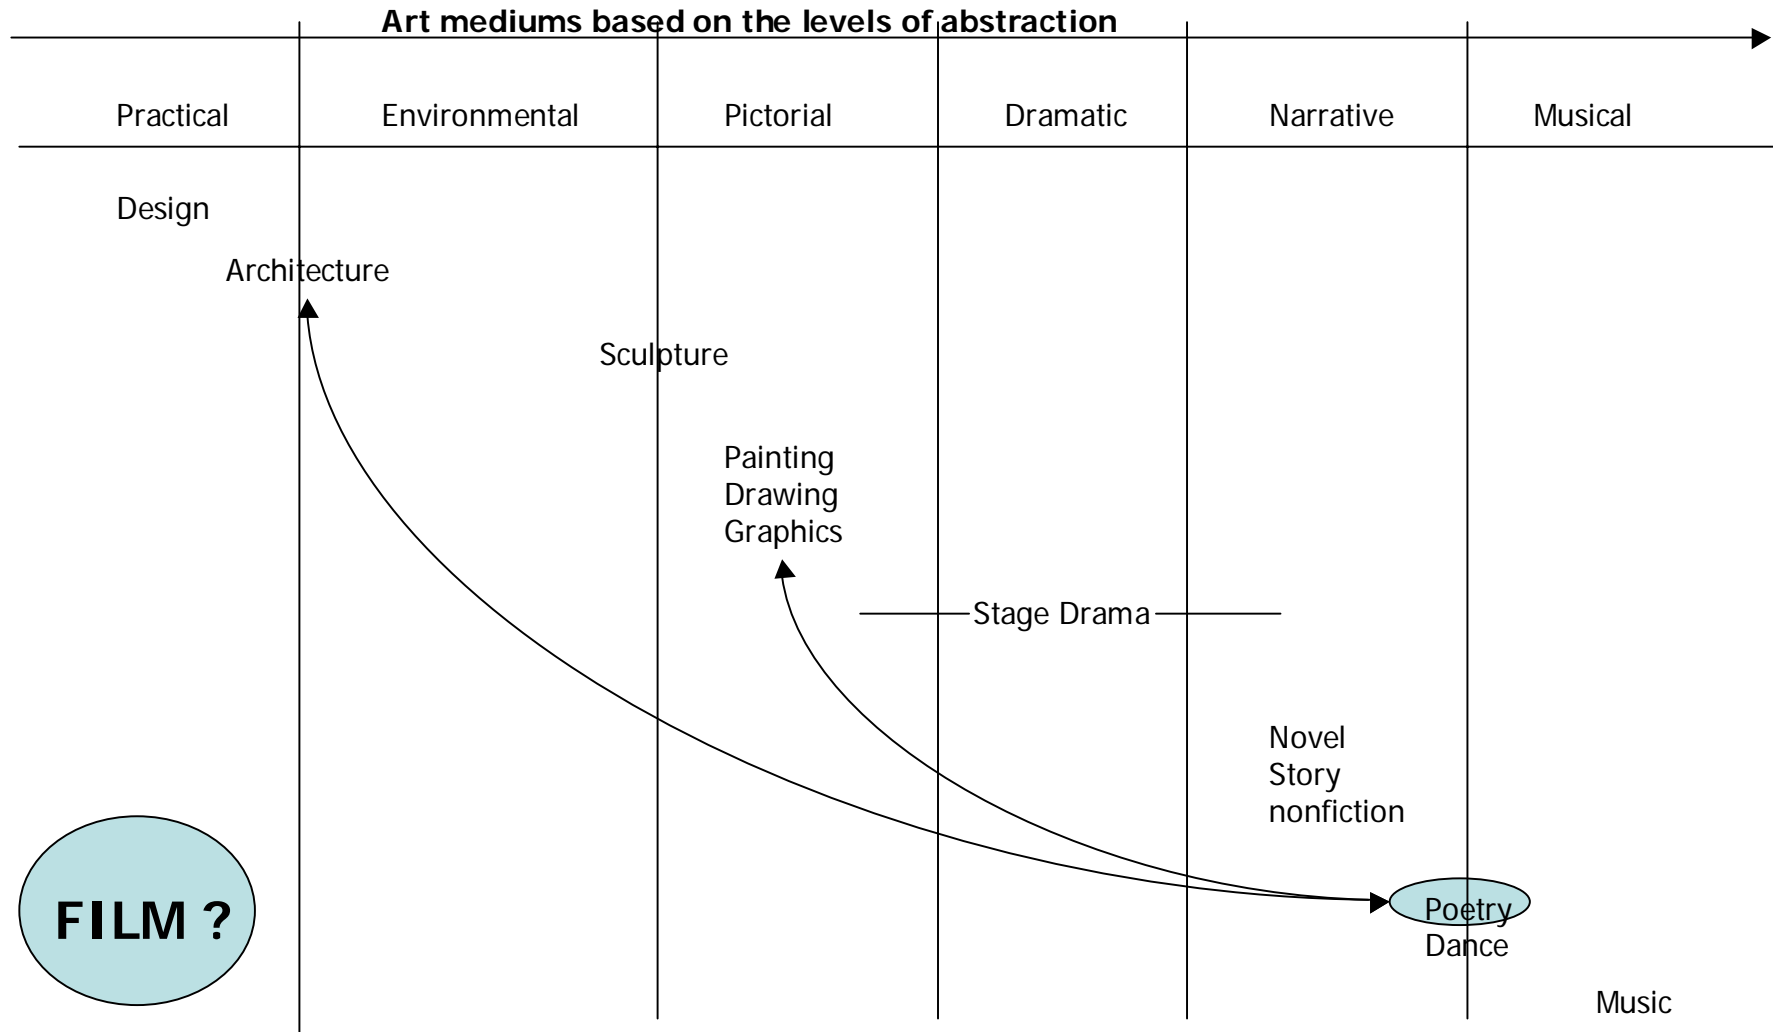 Art mediums based on the levels of abstraction
Practical Environmental Pictorial Dramatic Narrative Musical
Design
Architecture
Sculpture
Painting
Drawing
Graphics
Stage Drama
Novel
Story
nonfiction
FILM ?
Poetry
Dance
Music